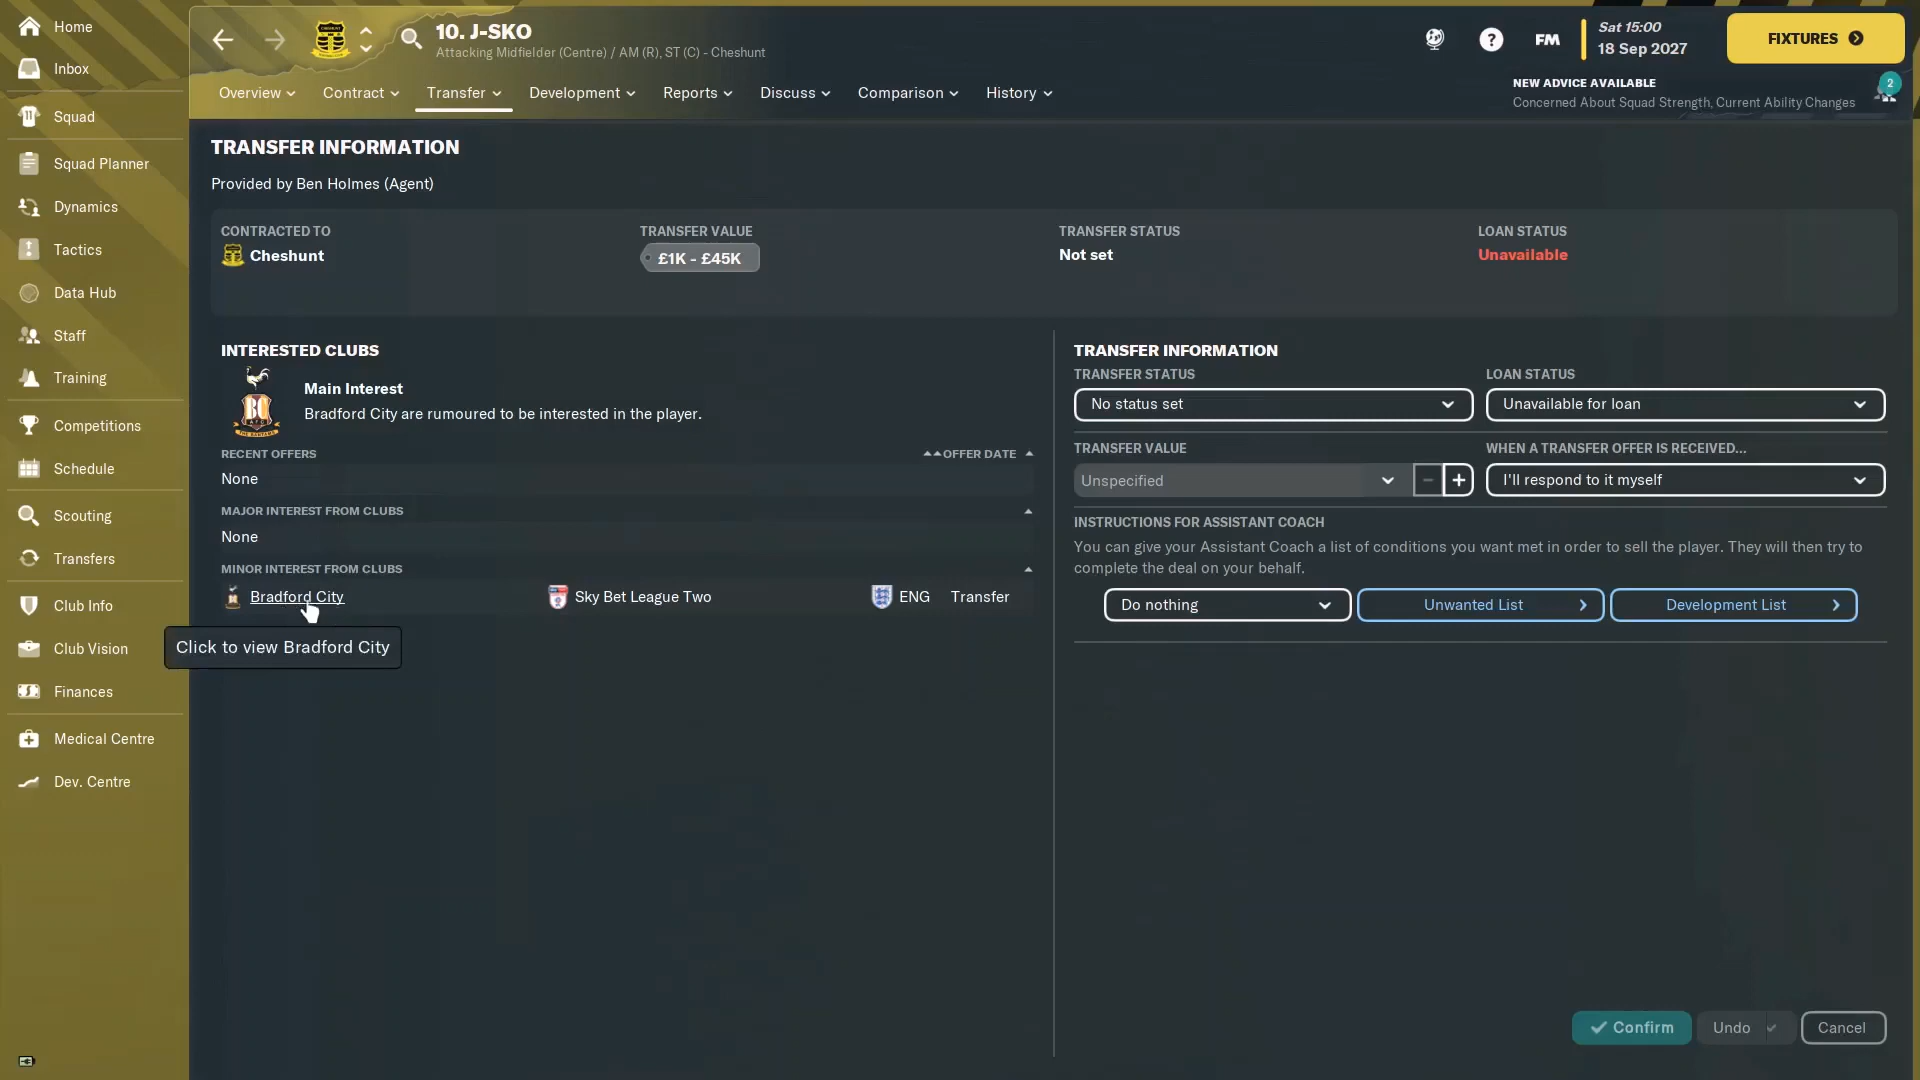 Home
Inbox
Squad
Squad Planner
Dynamics
Tactics
Data Hub
Staff
Training
Competitions
Schedule
Scouting
Transfers
Club Info
Club Vision
Finances
Medical Centre
Dev. Centre
10. J-SKO
Attacking Midfielder (Centre) / AM (R), ST (C) - Cheshunt
FM
Sat 15:00
18 Sep 2027
FIXTURES
Overview
Contract
Transfer
Development
Reports
Discuss
Comparison
History
NEW ADVICE AVAILABLE
2
Concerned About Squad Strength, Current Ability Changes
TRANSFER INFORMATION
Provided by Ben Holmes (Agent)
CONTRACTED TO
Cheshunt
TRANSFER VALUE
£1K - £45K
TRANSFER STATUS
Not set
LOAN STATUS
Unavailable
INTERESTED CLUBS
Main Interest
Bradford City are rumoured to be interested in the player.
RECENT OFFERS
OFFER DATE
None
MAJOR INTEREST FROM CLUBS
None
MINOR INTEREST FROM CLUBS
Bradford City
Sky Bet League Two
ENG
Transfer
Click to view Bradford City
TRANSFER INFORMATION
TRANSFER STATUS
No status set
LOAN STATUS
Unavailable for loan
TRANSFER VALUE
Unspecified
WHEN A TRANSFER OFFER IS RECEIVED...
I'll respond to it myself
INSTRUCTIONS FOR ASSISTANT COACH
You can give your Assistant Coach a list of conditions you want met in order to sell the player. They will then try to
complete the deal on your behalf.
Do nothing
Unwanted List
Development List
Confirm
Undo
Cancel